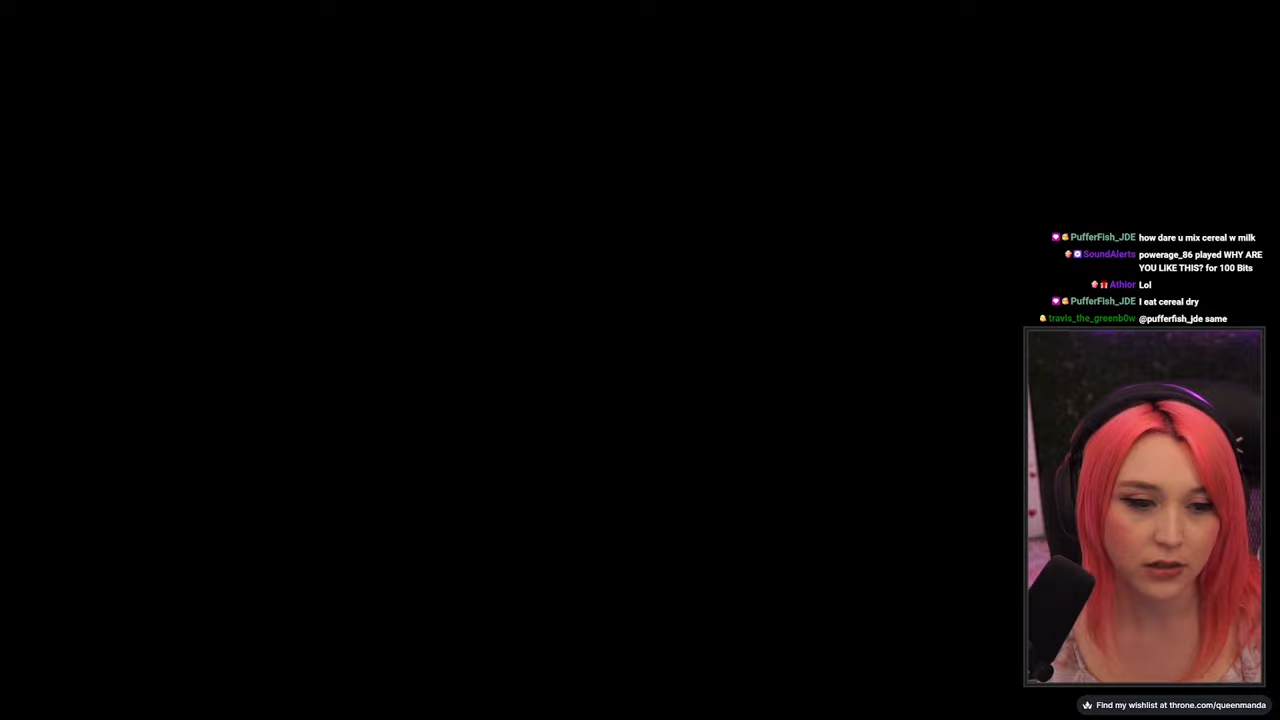 PufferFish_JDE how dare u mix cereal w milk
SoundAlerts powerage_86 played WHY ARE
YOU LIKE THIS? for 100 Bits
Athior Lol
PufferFish_JDE I eat cereal dry
travis_the_greenb0w @pufferfish_jde same
Find my wishlist at throne.com/queenmanda